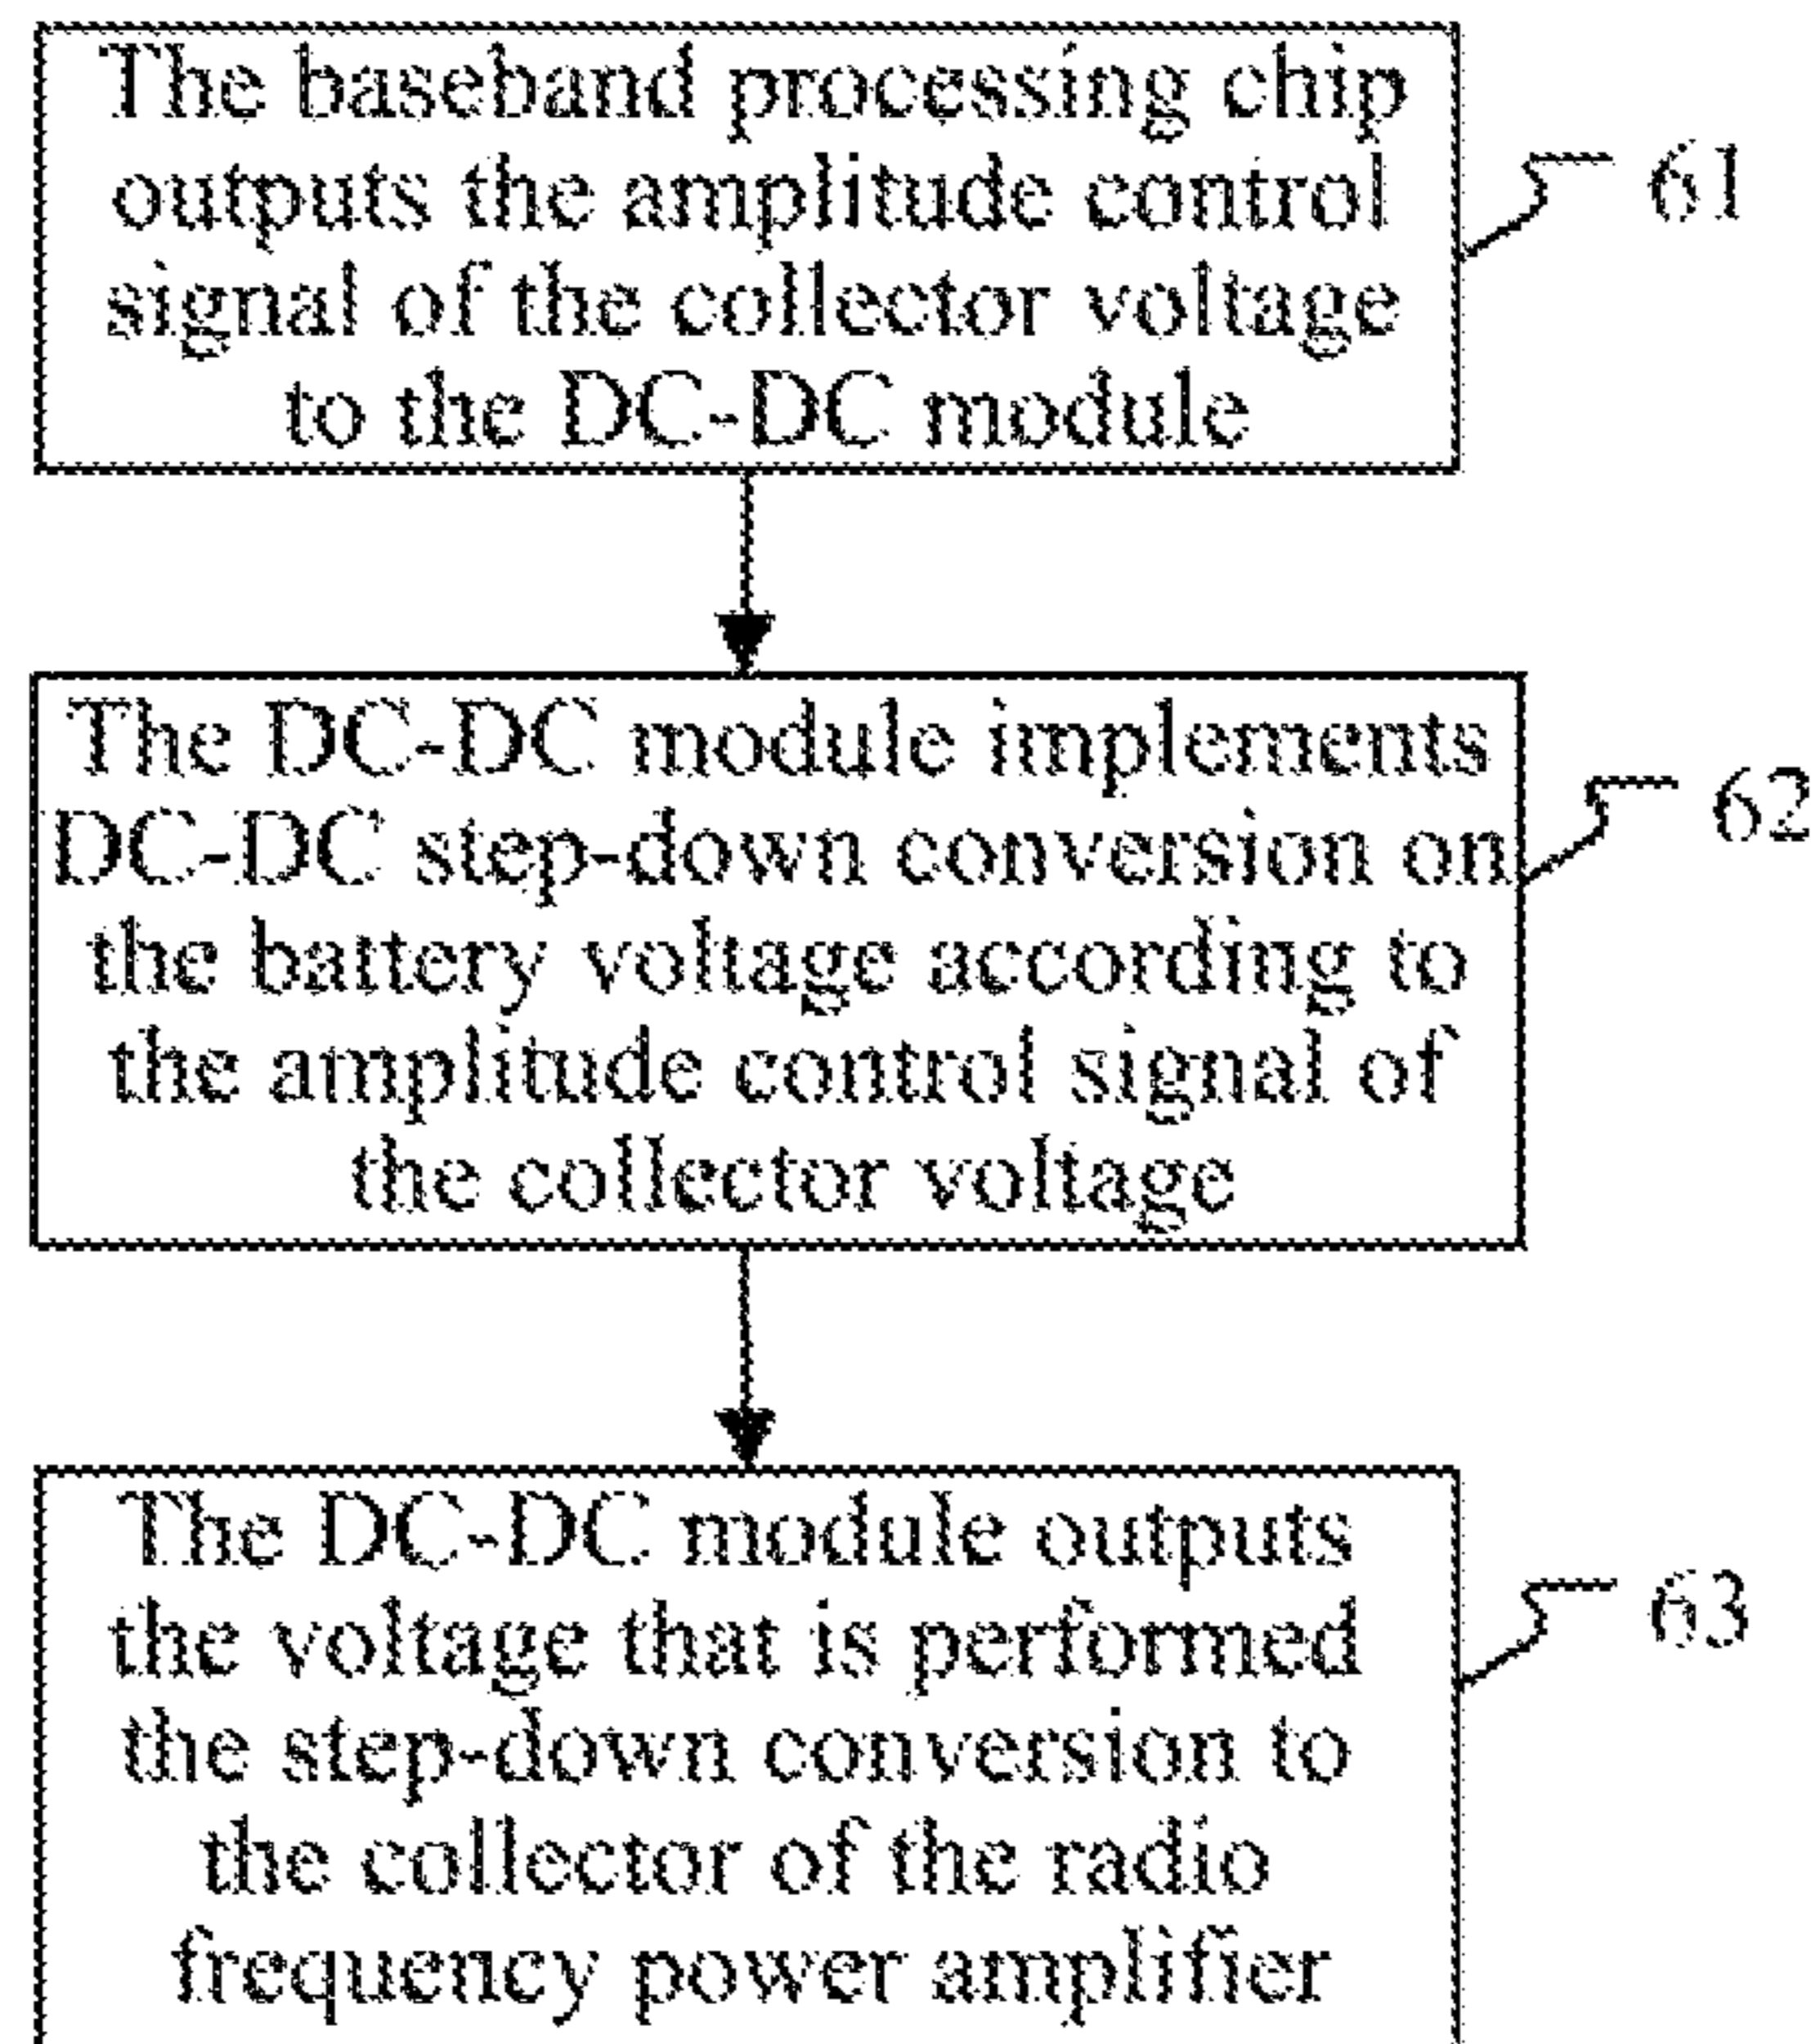 The baseband processing chip
outputs the amplitude control
signal of the collector voltage
to the DC-DC module
61
The DC-DC module implements
DC-DC step-down conversion on
the battery voltage according to
the amplitude control signal of
the collector voltage
62
The DC-DC module outputs
the voltage that is performed
the step-down conversion to
the collector of the radio
frequency power amplifier
63